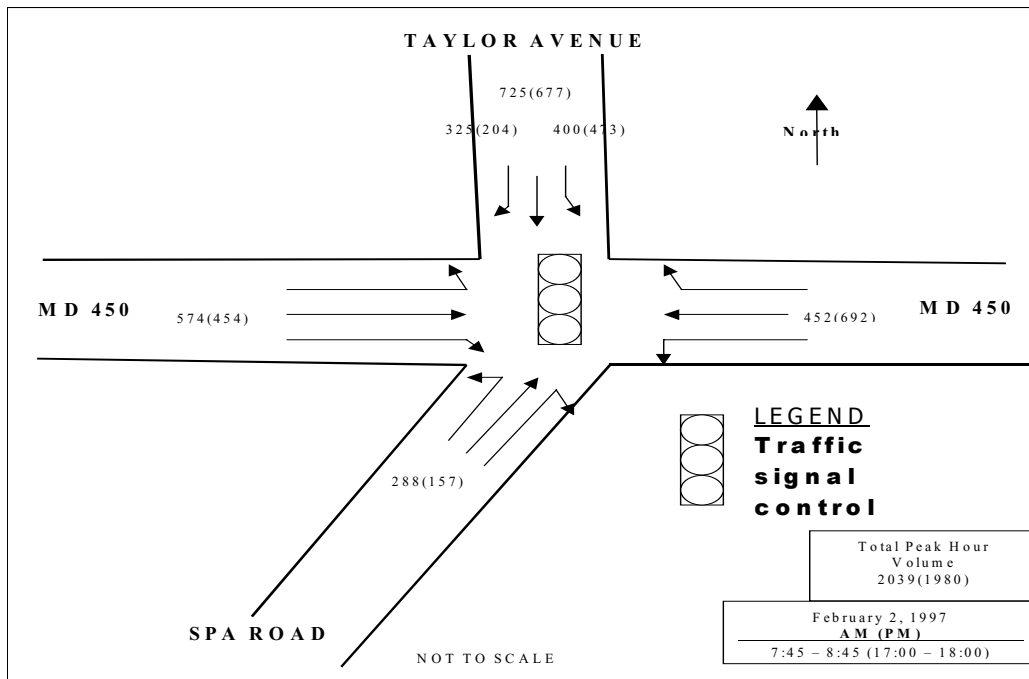 TAYLOR AVENUE
725(677)
325(204) 400(473)
North
MD 450
574(454)
452(692)
MD 450
288(157)
LEGEND
Traffic
signal
control
Total Peak Hour
Volume
2039(1980)
February 2, 1997
AM (PM)
7:45 – 8:45 (17:00 – 18:00)
SPA ROAD
NOT TO SCALE